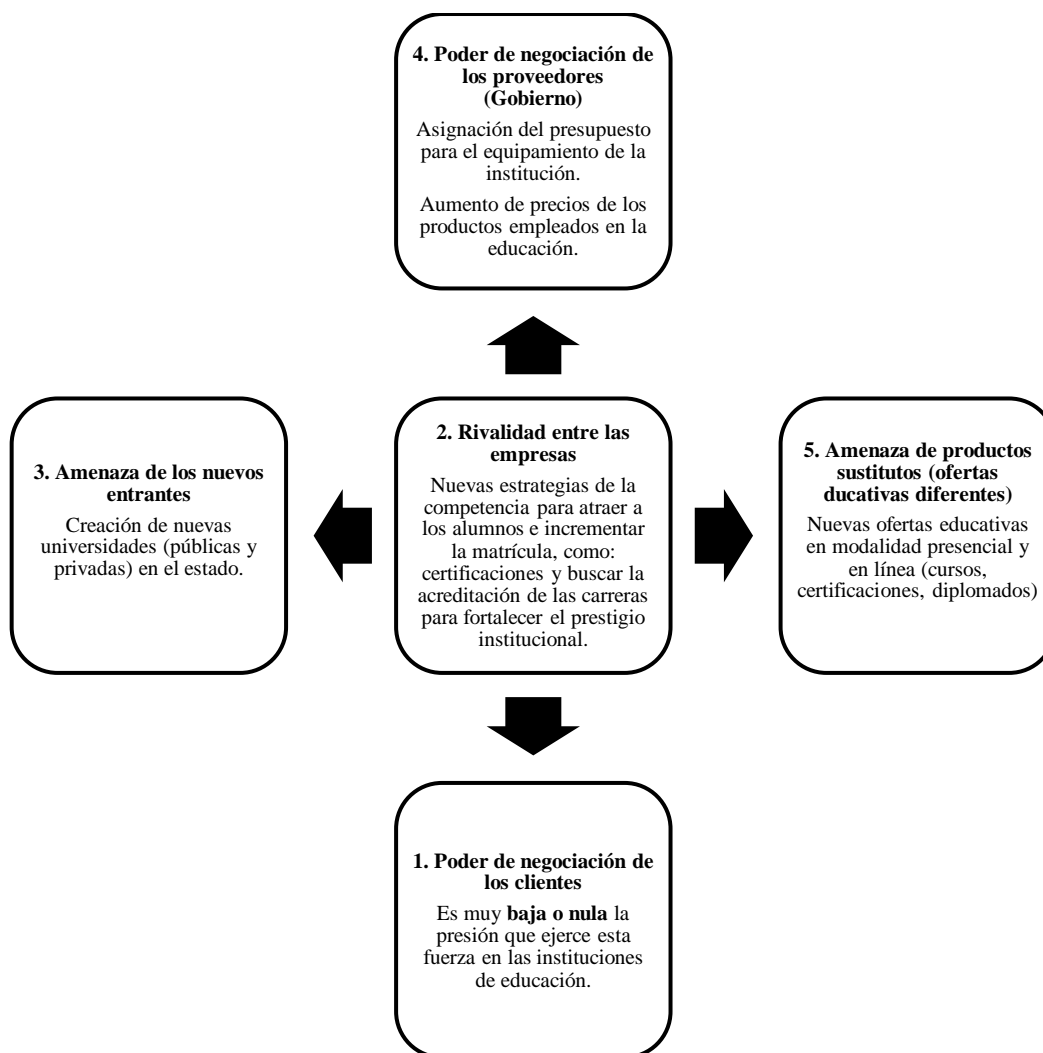 4. Poder de negociación de
los proveedores
(Gobierno)
Asignación del presupuesto
para el equipamiento de la
institución.
Aumento de precios de los
productos empleados en la
educación.
3. Amenaza de los nuevos
entrantes
Creación de nuevas
universidades (públicas y
privadas) en el estado.
2. Rivalidad entre las
empresas
Nuevas estrategias de la
competencia para atraer a
los alumnos e incrementar
la matrícula, como:
certificaciones y buscar la
acreditación de las carreras
para fortalecer el prestigio
institucional.
5. Amenaza de productos
sustitutos (ofertas
ducativas diferentes)
Nuevas ofertas educativas
en modalidad presencial y
en línea (cursos,
certificaciones, diplomados)
1. Poder de negociación de
los clientes
Es muy baja o nula la
presión que ejerce esta
fuerza en las instituciones
de educación.